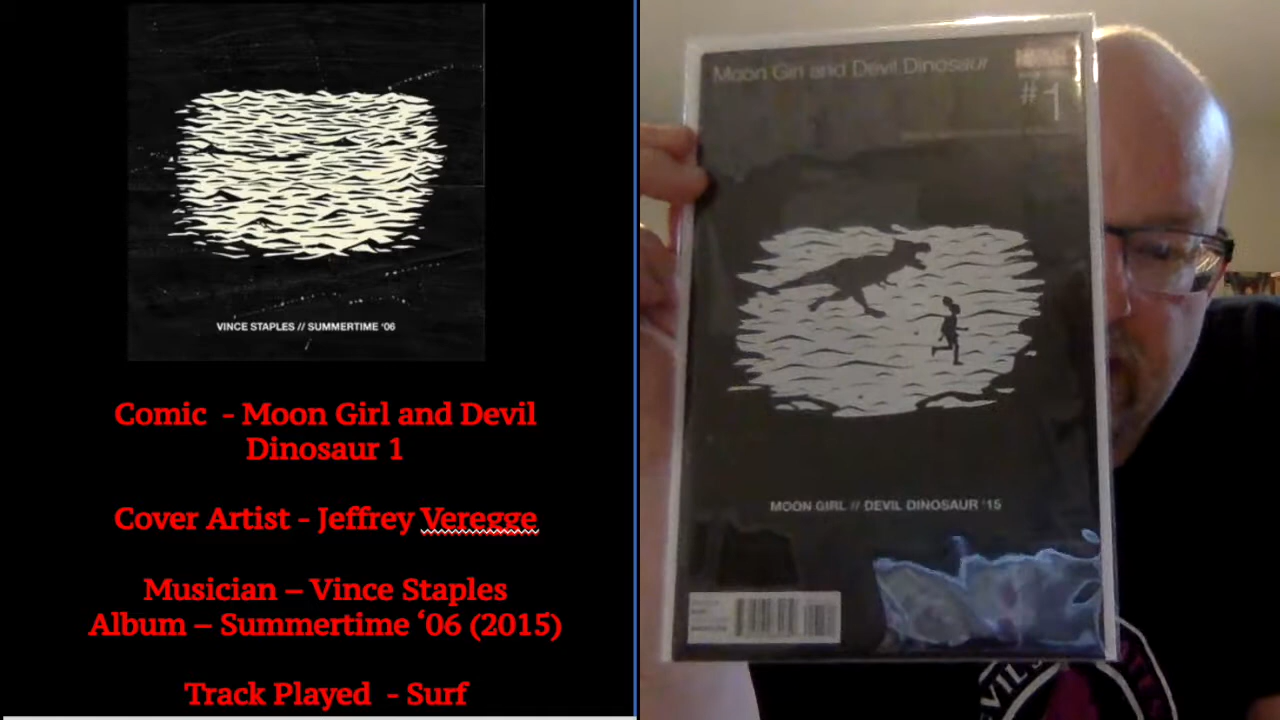 VINCE STAPLES // SUMMERTIME '06
Comic - Moon Girl and Devil
Dinosaur 1
Cover Artist - Jeffrey Veregge
Musician – Vince Staples
Album – Summertime ‘06 (2015)
Track Played - Surf
Moon Girl and Devil Dinosaur
#1
MOON GIRL // DEVIL DINOSAUR '15